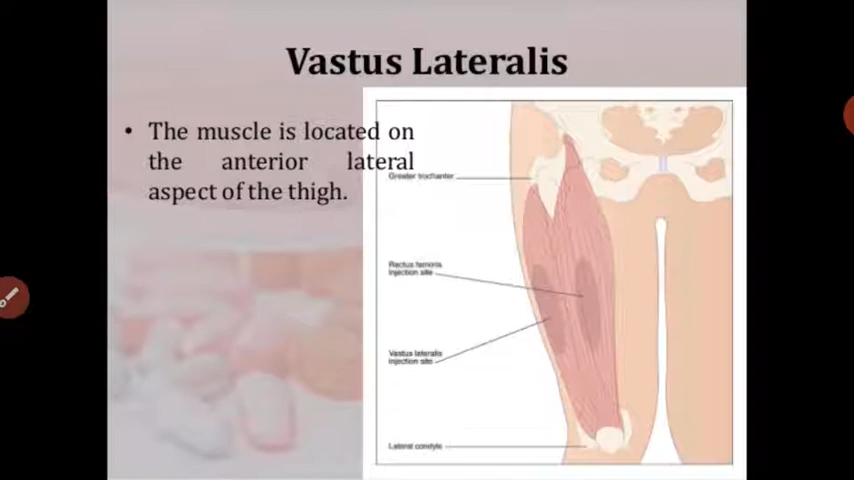 Vastus Lateralis
• The muscle is located on
the anterior lateral
aspect of the thigh.
Greater trochanter
Rectus femoris
injection site
Vastus lateralis
injection site
Lateral condyle